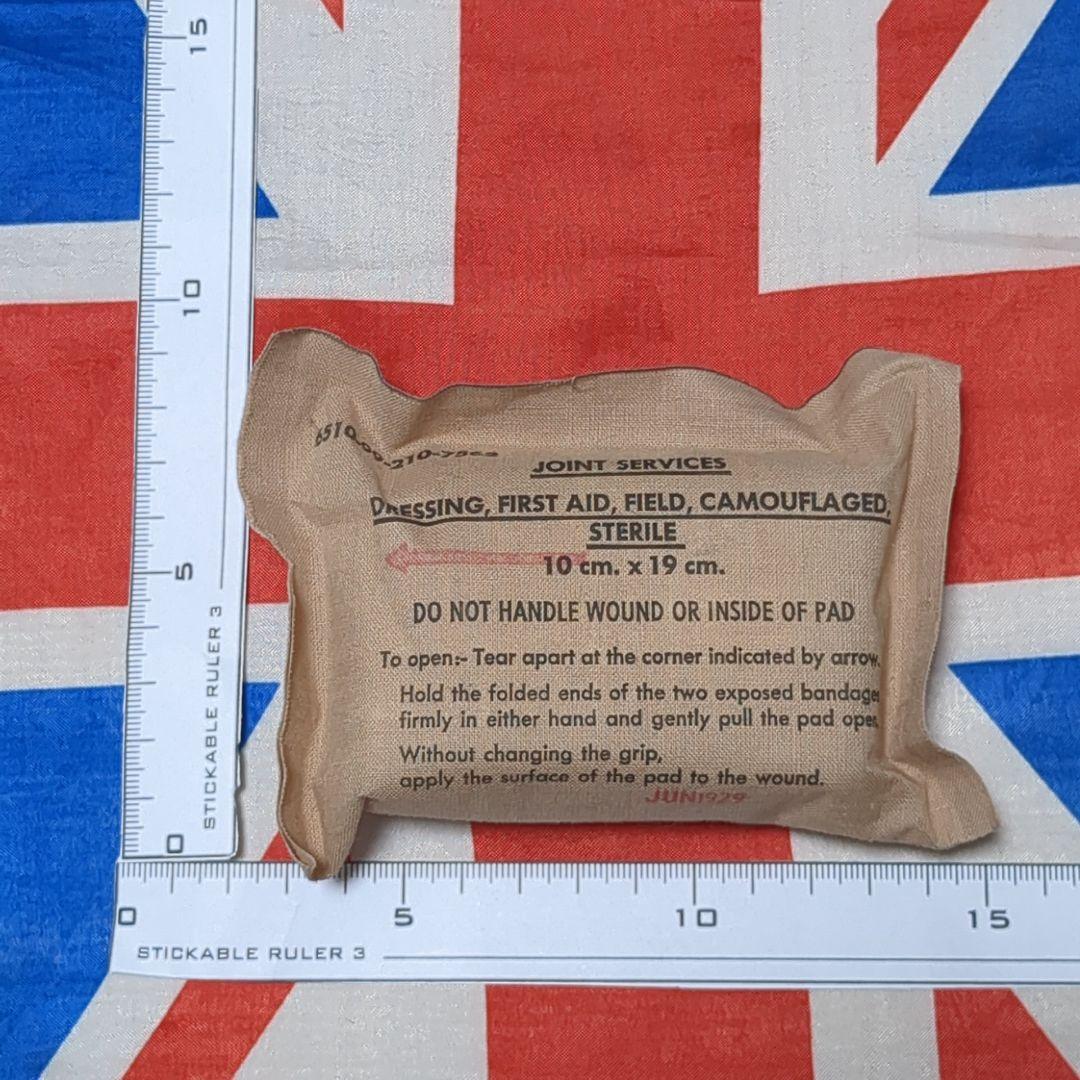 15
10
5
0
STICKABLE RULER 3
JOINT SERVICES
DRESSING, FIRST AID, FIELD, CAMOUFLAGED,
STERILE
10 cm. x 19 cm.
DO NOT HANDLE WOUND OR INSIDE OF PAD
To open:- Tear apart at the corner indicated by arrow.
Hold the folded ends of the two exposed bandages
firmly in either hand and gently pull the pad open.
Without changing the grip,
apply the surface of the pad to the wound.
0 5 10 15
STICKABLE RULER 3